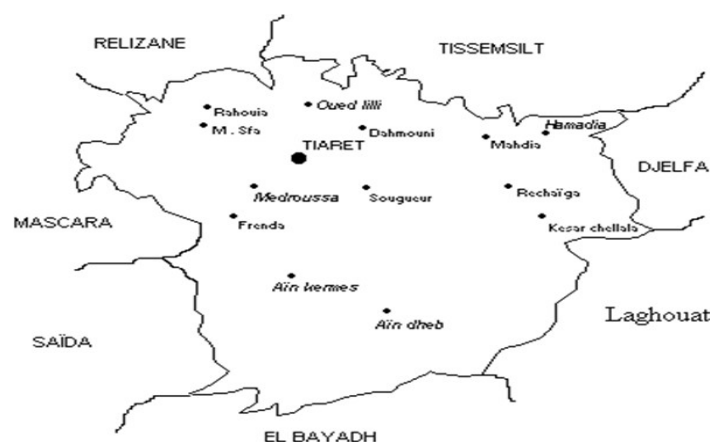 RELIZANE
TISSEMSILT
Oued lilli
Rahouia
M . Sfa
Dahmouni
Hamadia
Mahdia
TIARET
DJELFA
Medroussa
Sougueur
Rechaïga
MASCARA
Frenda
Kesar chellala
Aïn kermes
Aïn dheb
Laghouat
SAÏDA
EL BAYADH